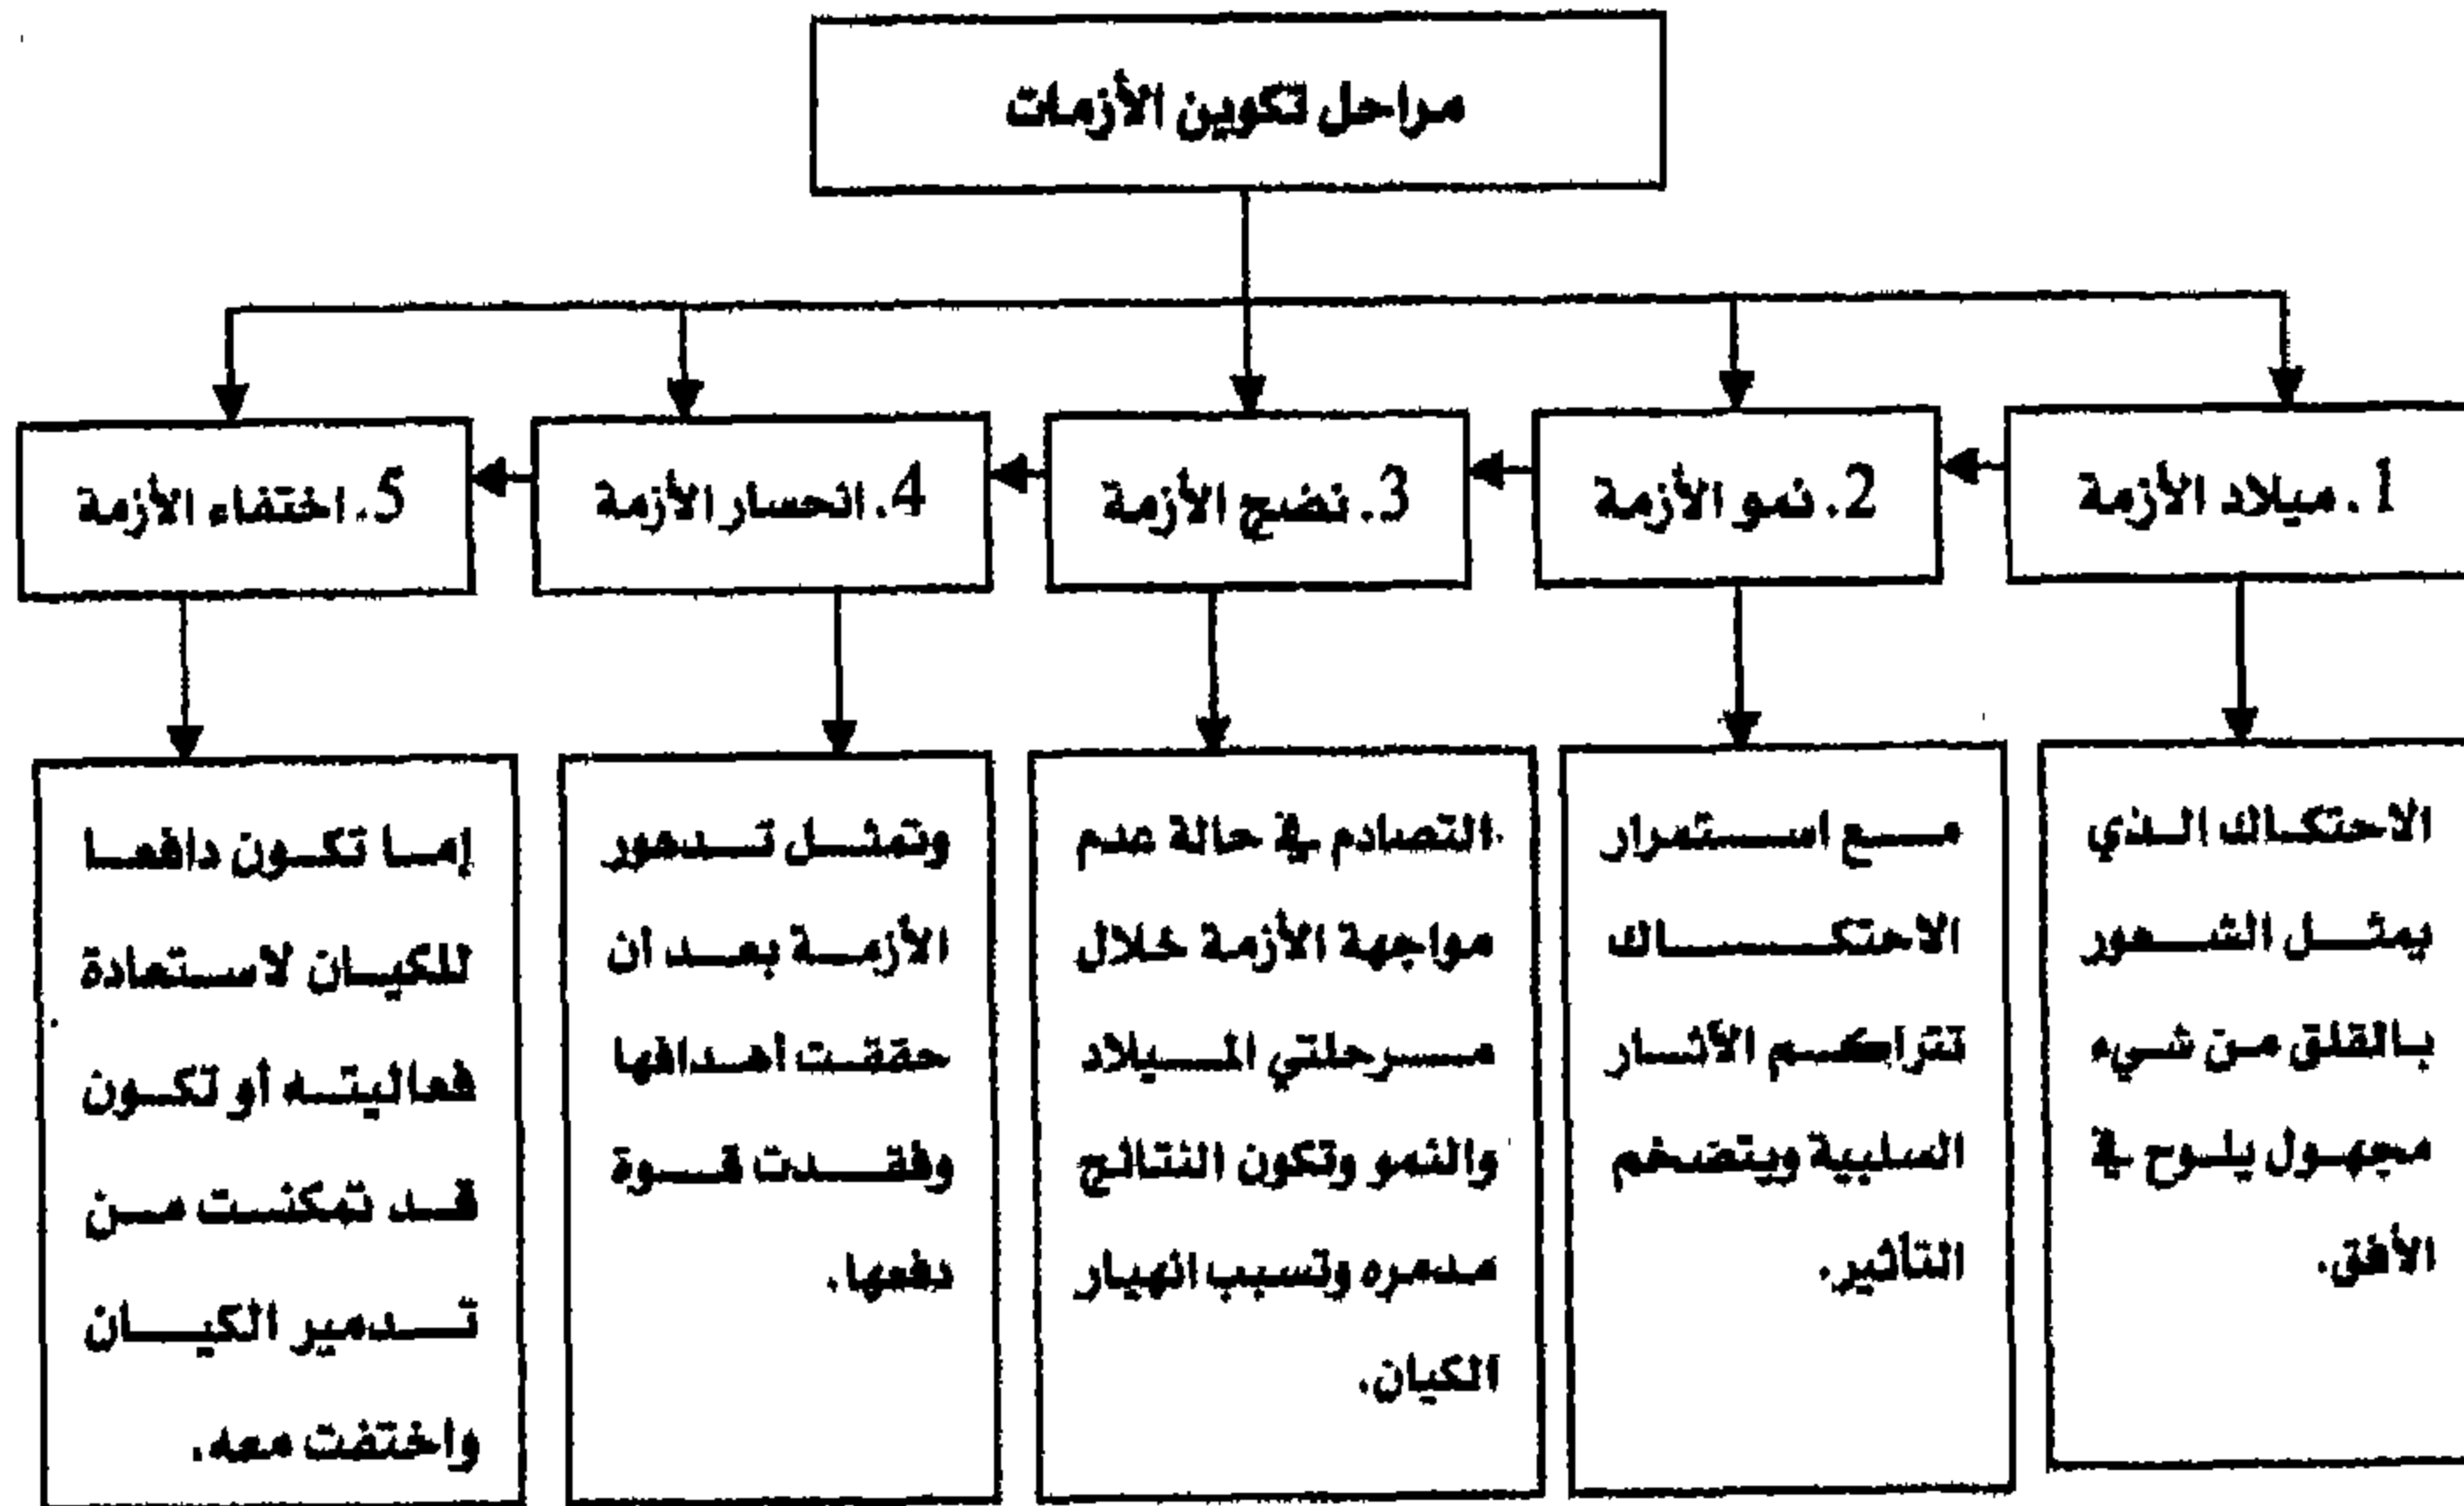 مراحل تكوين الأزمات
1. ميلاد الأزمة
2. نمو الأزمة
3. نضج الأزمة
4. انحسار الأزمة
5. اختفاء الأزمة
الاحتكاك الذي
يمثل الشعور
بالقلق من شيء
مجهول يلوح في
الأفق.
مع استمرار
الاحتكاك
تتراكم الآثار
السلبية ويتضخم
التأثير.
التصادم في حالة عدم
مواجهة الأزمة خلال
مرحلتي الميلاد
والنمو وتكون النتائج
مدمره وتسبب انهيار
الكيان.
وتمثل تدهور
الأزمة بعد ان
حققت اهدافها
وفقدت قوة
دفعها.
إما تكون دافعا
للكيان لاستعادة
فعاليته أو تكون
قد تمكنت من
تدمير الكيان
واختفت معه.